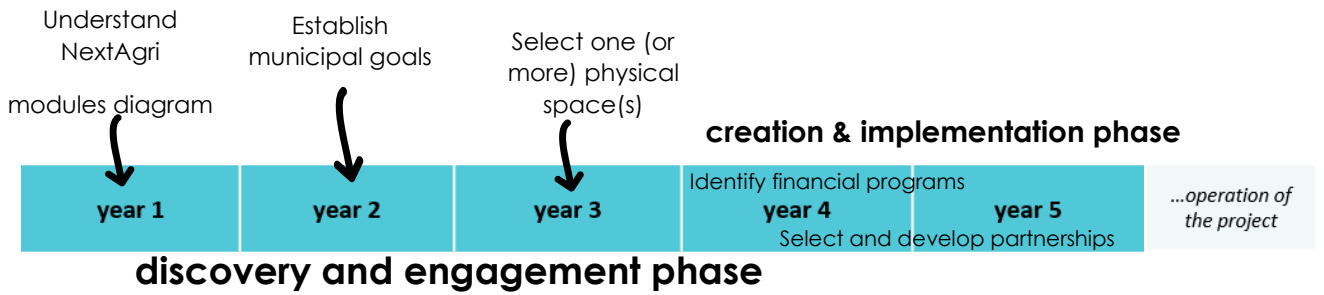 Understand
NextAgri
modules diagram
Establish
municipal goals
Select one (or
more) physical
space(s)
creation & implementation phase
year 1
year 2
year 3
Identify financial programs
year 4
year 5
Select and develop partnerships
...operation of
the project
discovery and engagement phase